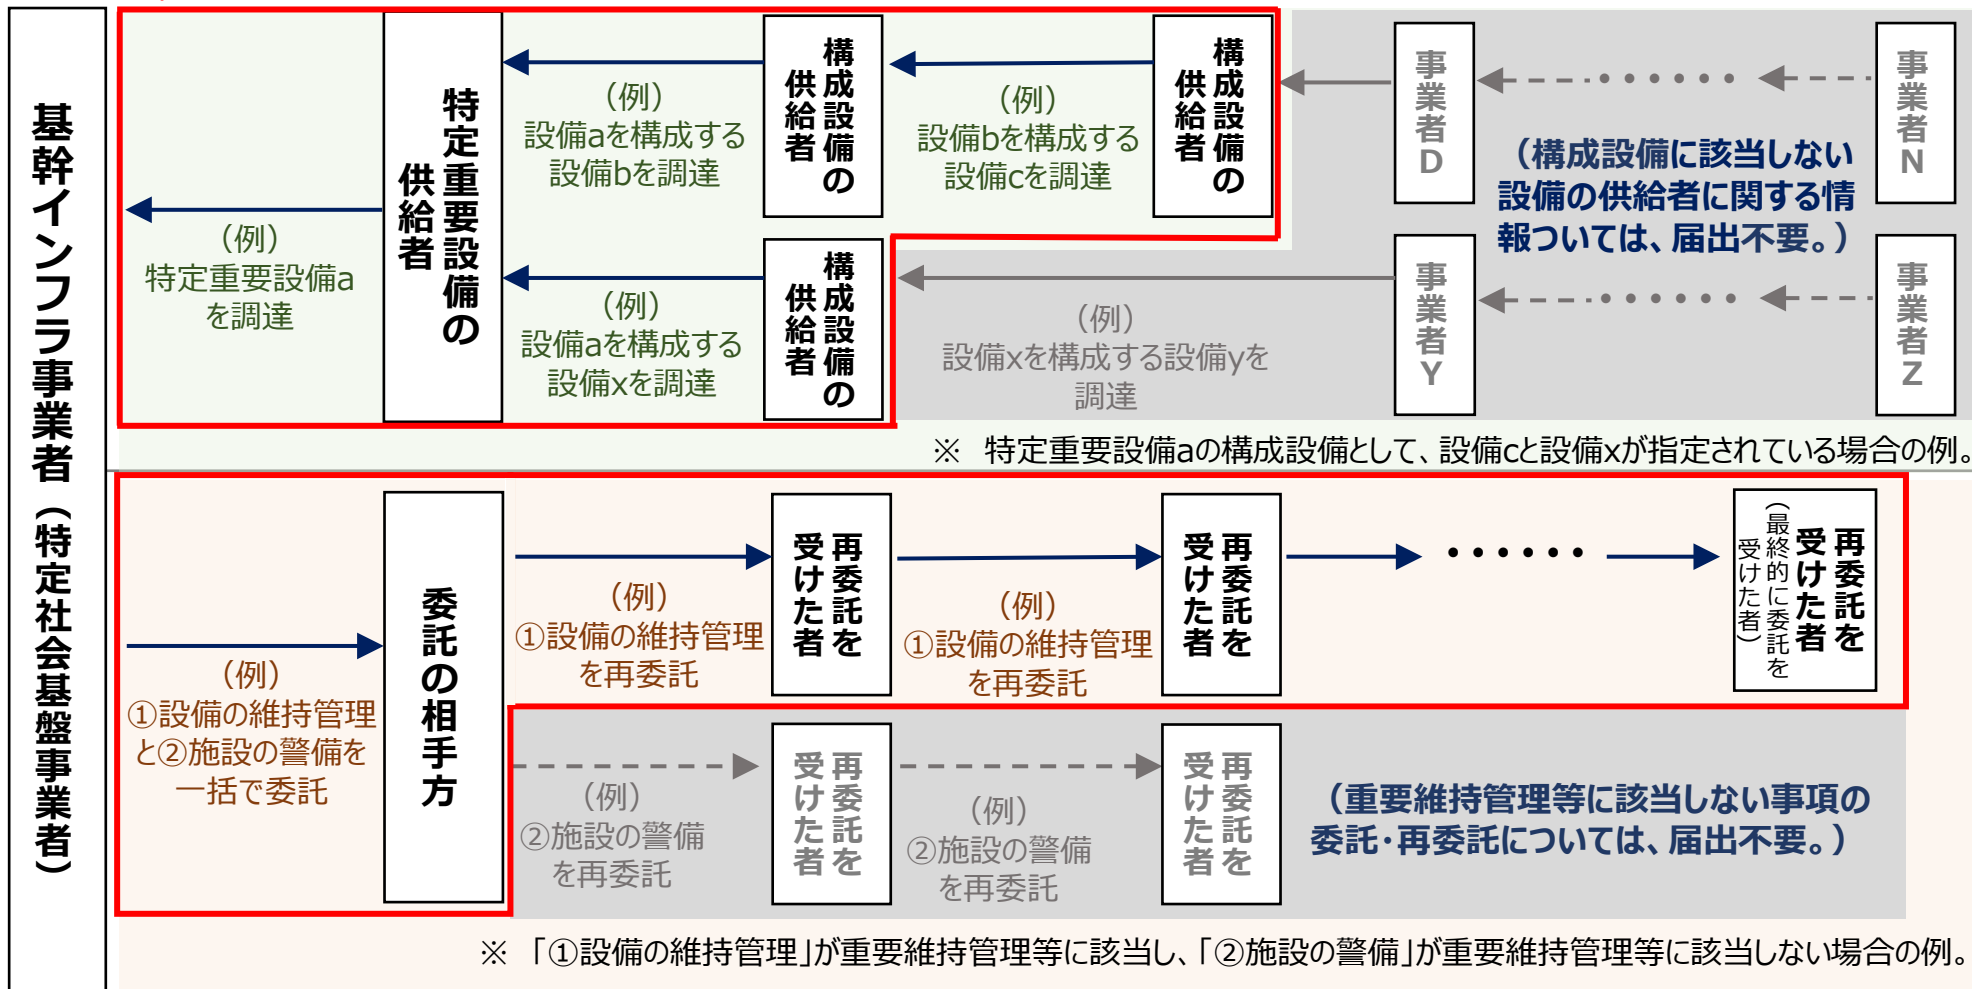 基幹インフラ事業者（特定社会基盤事業者）
特定重要設備の
供給者
構成設備の
供給者
構成設備の
供給者
事業者D
事業者N
（例）
設備aを構成する
設備bを調達
（例）
設備bを構成する
設備cを調達
（構成設備に該当しない
設備の供給者に関する情
報ついては、届出不要。）
（例）
特定重要設備a
を調達
構成設備の
供給者
事業者Y
事業者Z
（例）
設備aを構成する
設備xを調達
（例）
設備xを構成する設備yを
調達
※　特定重要設備aの構成設備として、設備cと設備xが指定されている場合の例。
委託の相手方
再委託を
受けた者
再委託を
受けた者
再委託を
受けた者
（最終的に委託を
受けた者）
（例）
①設備の維持管理
を再委託
（例）
①設備の維持管理
を再委託
（例）
①設備の維持管理
と②施設の警備を
一括で委託
再委託を
受けた者
再委託を
受けた者
（例）
②施設の警備
を再委託
（例）
②施設の警備
を再委託
（重要維持管理等に該当しない事項の
委託・再委託については、届出不要。）
※　「①設備の維持管理」が重要維持管理等に該当し、「②施設の警備」が重要維持管理等に該当しない場合の例。